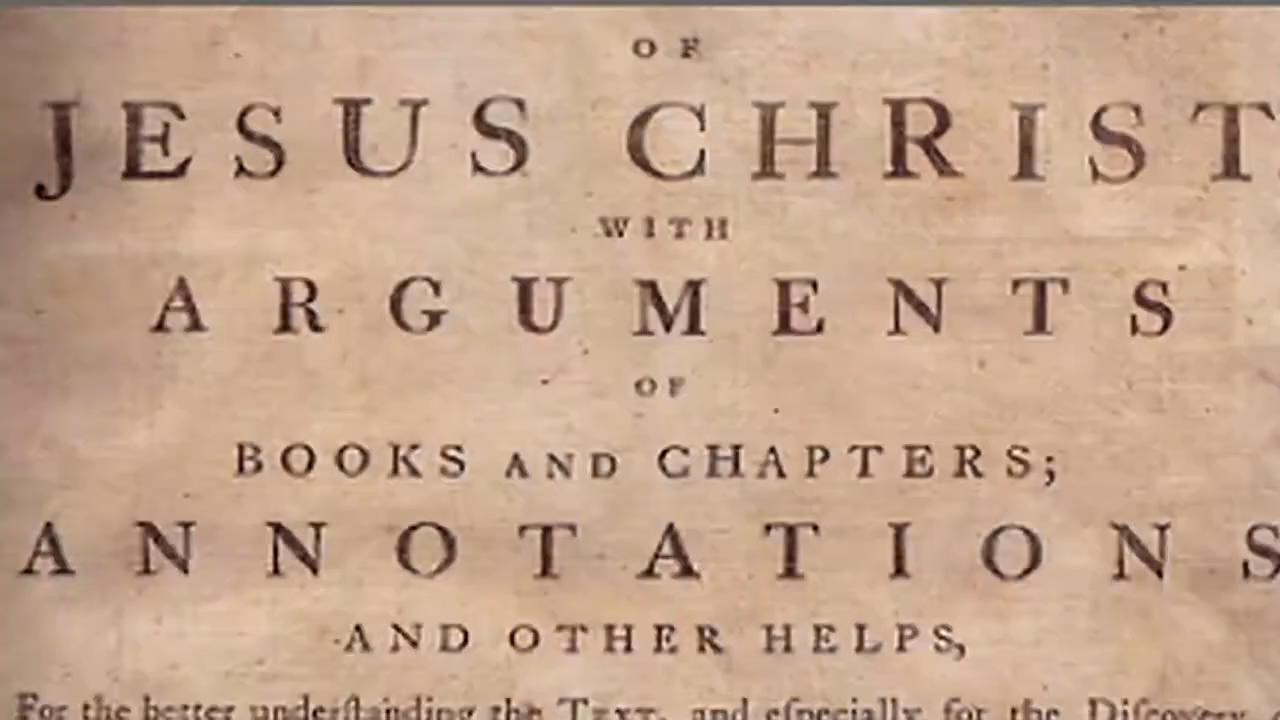 OF
JESUS CHRIST.
WITH
ARGUMENTS
OF
BOOKS AND CHAPTERS;
ANNOTATIONS
AND OTHER HELPS,
For the better underſtanding the TEXT, and eſpecially for the Diſcovery